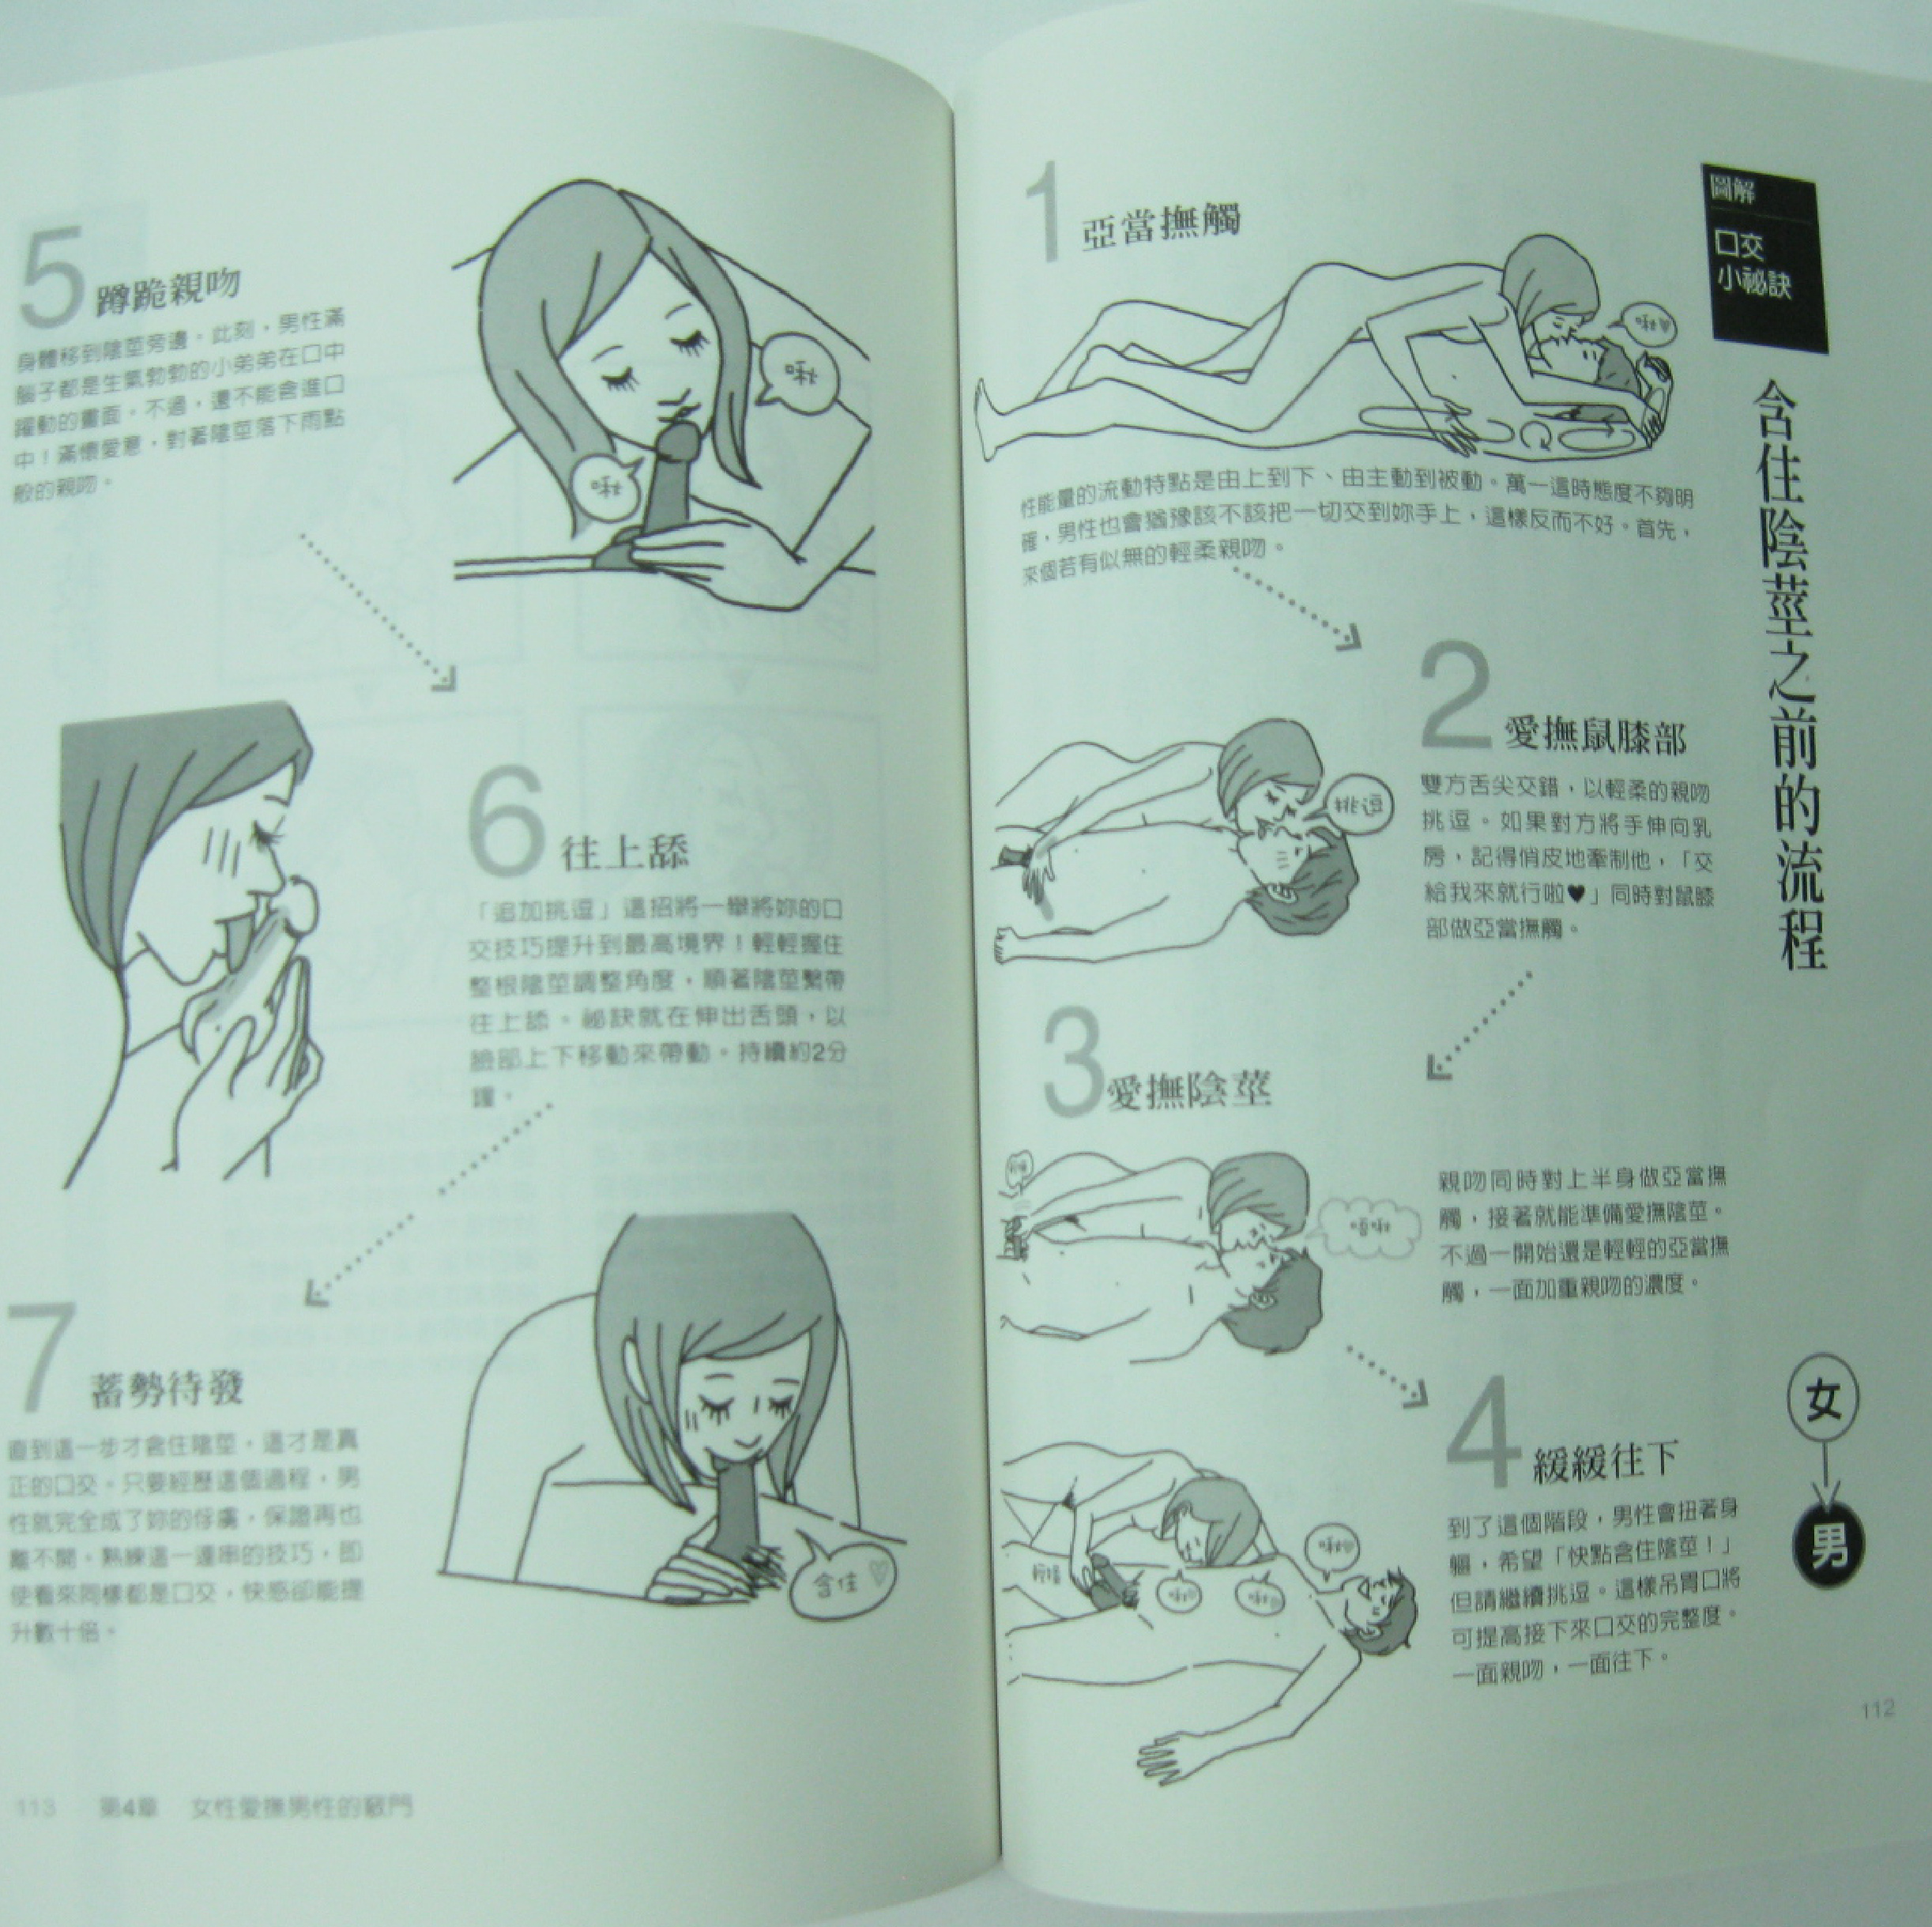 圖解
口交
小祕訣
含住陰莖之前的流程
女
男
1
亞當撫觸
啾♥
性能量的流動特點是由上到下、由主動到被動。萬一這時態度不夠明
確，男性也會猶豫該不該把一切交到妳手上，這樣反而不好。首先，
來個若有似無的輕柔親吻。
2
愛撫鼠膝部
挑逗
雙方舌尖交錯，以輕柔的親吻
挑逗。如果對方將手伸向乳
房，記得俏皮地牽制他，「交
給我來就行啦♥」同時對鼠膝
部做亞當撫觸。
3
愛撫陰莖
親吻同時對上半身做亞當撫
觸，接著就能準備愛撫陰莖。
不過一開始還是輕輕的亞當撫
觸，一面加重親吻的濃度。
4
緩緩往下
到了這個階段，男性會扭著身
軀，希望「快點含住陰莖！」
但請繼續挑逗。這樣吊胃口將
可提高接下來口交的完整度。
一面親吻，一面往下。
112
5
蹲跪親吻
身體移到陰莖旁邊。此刻，男性滿
腦子都是生氣勃勃的小弟弟在口中
躍動的畫面。不過，還不能含進口
中！滿懷愛意，對著陰莖落下雨點
般的親吻。
啾
啾
6
往上舔
「追加挑逗」這招將一舉將妳的口
交技巧提升到最高境界！輕輕握住
整根陰莖調整角度，順著陰莖繫帶
往上舔。祕訣就在伸出舌頭，以
臉部上下移動來帶動。持續約2分
鐘。
7
蓄勢待發
直到這一步才含住陰莖，這才是真
正的口交。只要經歷這個過程，男
性就完全成了妳的俘虜，保證再也
離不開。熟練這一連串的技巧，即
使看來同樣都是口交，快感卻能提
升數十倍。
含住♡
113 第4章 女性愛撫男性的竅門